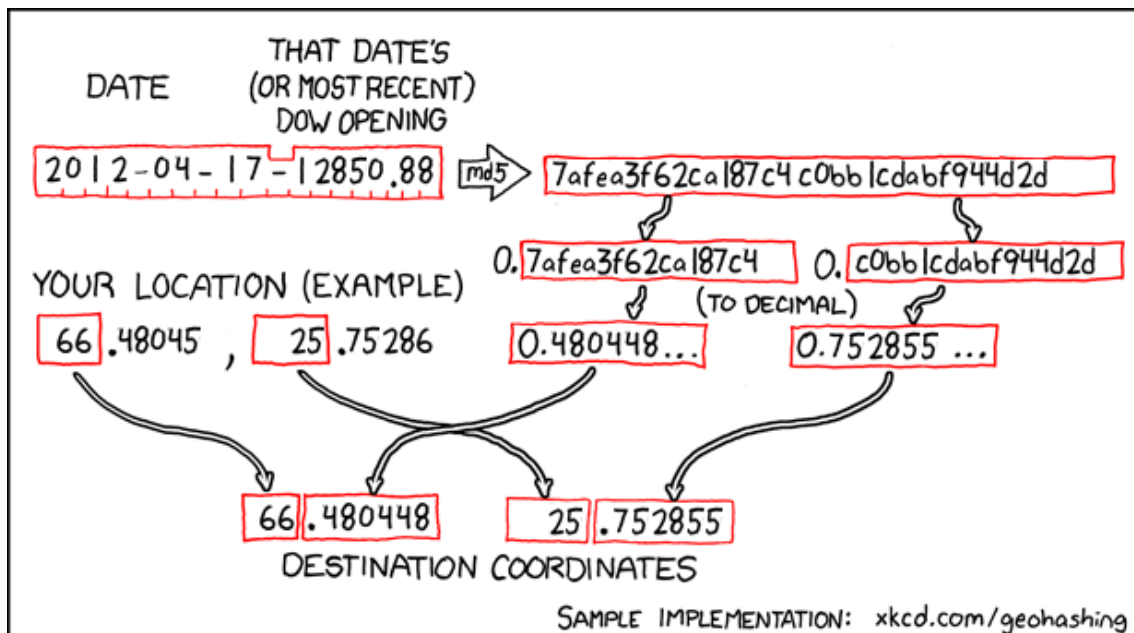 DATE
THAT DATE'S
(OR MOST RECENT)
DOW OPENING
2012-04-17-12850.88
md5
7afea3f62ca187c4c0bb1cdabf944d2d
0.7afea3f62ca187c4
0.c0bb1cdabf944d2d
YOUR LOCATION (EXAMPLE)
(TO DECIMAL)
66.48045, 25.75286
0.480448...
0.752855...
66.480448
25.752855
DESTINATION COORDINATES
SAMPLE IMPLEMENTATION: xkcd.com/geohashing